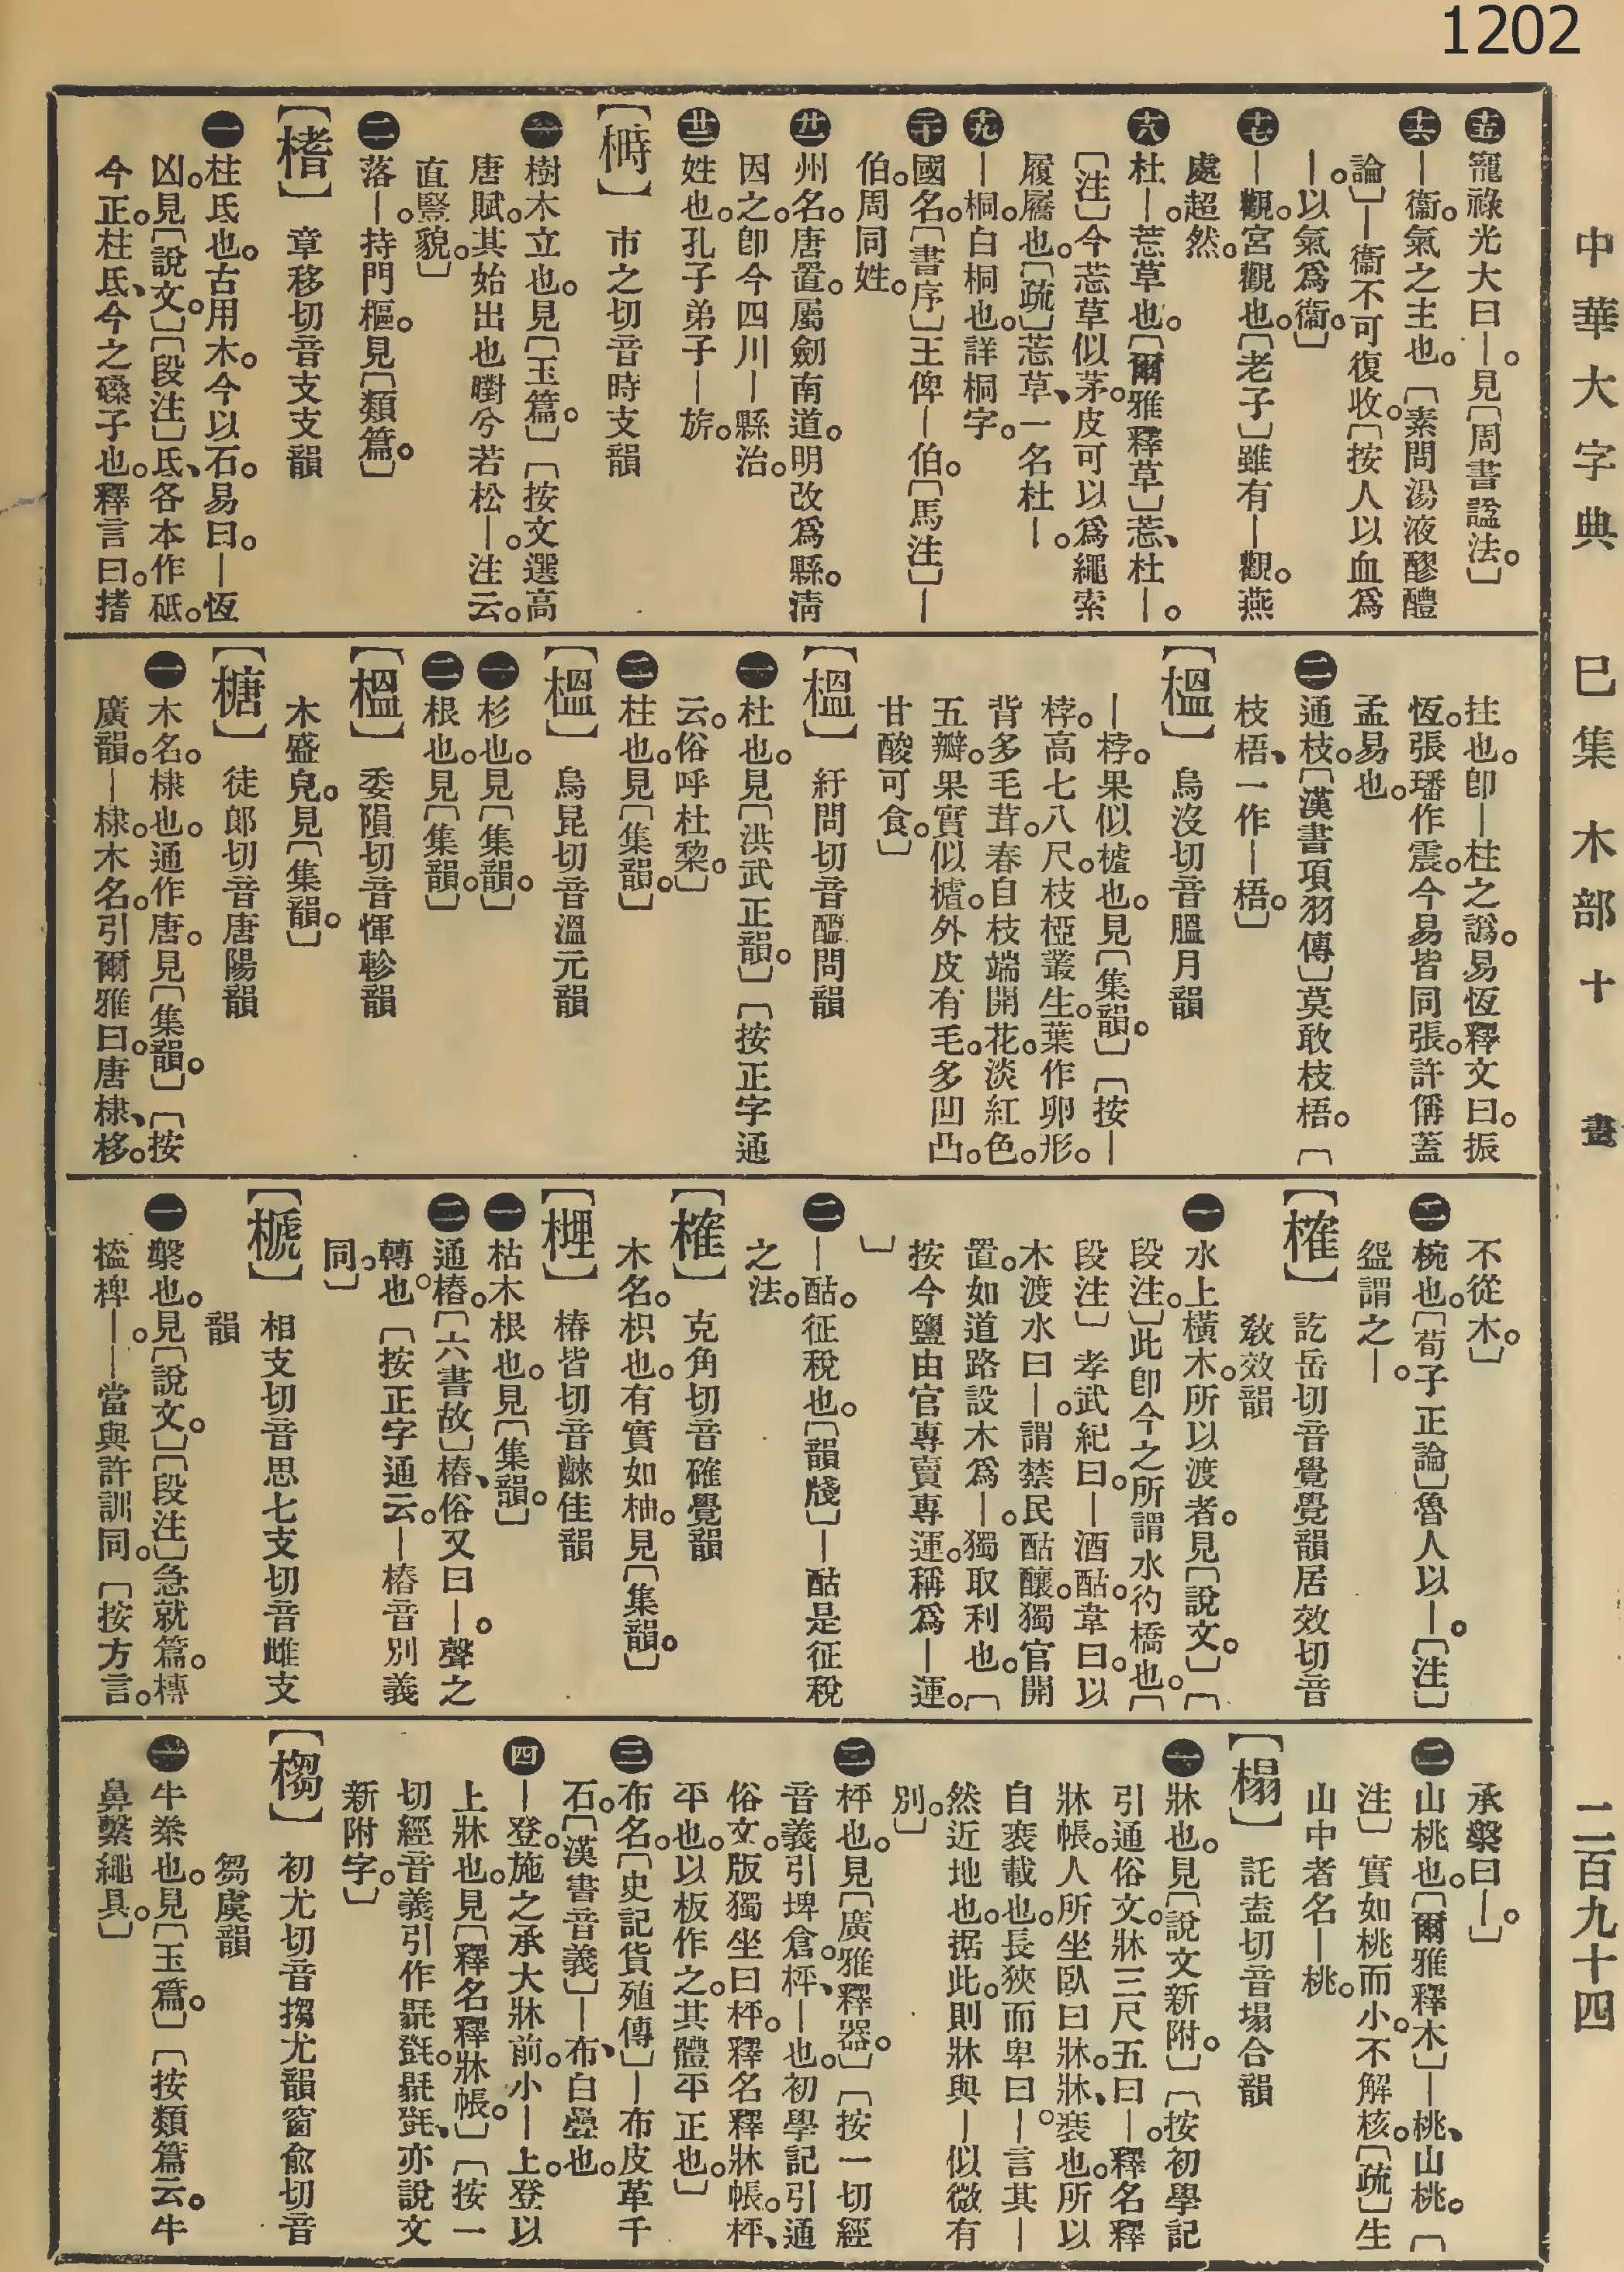 1202
中華大字典　巳集　木部　十畫　二百九十四
㊄寵祿光大曰｜。見〔周書諡法。〕
｜衞。氣之主也。〔素問湯液醪醴
論。〕｜衞不可復收。〔按人以血爲
｜。以氣爲衞。〕
｜觀。宮觀也。〔老子〕雖有｜觀。燕
處超然。
杜｜。莣草也。〔爾雅釋草〕莣、杜｜。
〔注〕今莣草似茅。皮可以爲繩索
履屩也。〔疏〕莣草、一名杜｜。
｜桐。白桐也。詳桐字。
國名。〔書序〕王俾｜伯。〔馬注〕｜
伯。周同姓。
州名。唐置。屬劒南道。明改爲縣。淸
因之。卽今四川｜縣治。
姓也。孔子弟子｜旂。
〔榯〕市之切音時支韻
㊀樹木立也。見〔玉篇。〕〔按文選高
唐賦。其始出也㬣兮若松｜。注云。
直豎貌。〕
㊁落｜。持門樞。見〔類篇。〕
〔榰〕章移切音支支韻
㊀柱氐也。古用木。今以石。易曰。｜恆
凶。見〔說文。〕〔段注〕氐、各本作砥。
今正。柱氐、今之磉子也。釋言曰。搘
拄也。卽｜柱之譌。易恆釋文曰。振
恆。張璠作震。今易皆同張。許偁蓋
孟易也。
㊁通枝。〔漢書項羽傳〕莫敢枝梧。〔
枝梧、一作｜梧。〕
〔榲〕烏沒切音膃月韻
｜桲。果似樝也。見〔集韻。〕〔按｜
桲。高七八尺。枝椏叢生。葉作卵形。
背多毛茸。春自枝端開花。淡紅色。
五瓣。果實似樝。外皮有毛。多凹凸。
甘酸可食。〕
〔榲〕紆問切音醞問韻
㊀杜也。見〔洪武正韻。〕〔按正字通
云。俗呼杜棃。〕
㊁柱也。見〔集韻。〕
〔榲〕烏昆切音溫元韻
㊀杉也。見〔集韻。〕
㊁根也。見〔集韻。〕
〔榲〕委隕切音惲軫韻
木盛皃。見〔集韻。〕
〔榶〕徒郎切音唐陽韻
㊀木名。棣也。通作唐。見〔集韻。〕〔按
廣韻。｜棣。木名。引爾雅曰。唐棣、栘。
不從木。〕
㊁椀也。〔荀子正論〕魯人以｜。〔注〕
盌謂之｜。
〔榷〕訖岳切音覺覺韻居效切音
敎效韻
㊀水上橫木。所以渡者。見〔說文。〕〔
段注〕此卽今之所謂水彴橋也。〔
段注〕孝武紀曰。｜酒酤。韋曰。以
木渡水曰｜。謂禁民酤釀。獨官開
置。如道路設木爲｜。獨取利也。〔
按今鹽由官專賣專運。稱爲｜運。
〕
㊁｜酤。征稅也。〔韻牋〕｜酤是征稅
之法。
〔榷〕克角切音確覺韻
木名。枳也。有實如柚。見〔集韻。〕
〔榸〕椿皆切音䚅佳韻
㊀枯木根也。見〔集韻。〕
㊁通樁。〔六書故〕樁、俗又曰｜。聲之
轉也。〔按正字通云。｜樁音別義
同。〕
〔榹〕相支切音思七支切音雌支
韻
㊀槃也。見〔說文。〕〔段注〕急就篇。槫
榼椑｜。｜當與許訓同。〔按方言。
承槃曰｜。〕
㊁山桃也。〔爾雅釋木〕｜桃、山桃。〔
注〕實如桃而小。不解核。〔疏〕生
山中者名｜桃。
〔榻〕託盍切音塌合韻
㊀牀也。見〔說文新附。〕〔按初學記
引通俗文。牀三尺五曰｜。釋名釋
牀帳。人所坐臥曰牀。牀、裝也。所以
自裝載也。長狹而卑曰｜。言其｜
然近地也。据此。則牀與｜似微有
別。〕
㊁枰也。見〔廣雅釋器。〕〔按一切經
音義引埤倉。枰、｜也。初學記引通
俗文。版獨坐曰枰。釋名釋牀帳。枰、
平也。以板作之。其體平正也。〕
㊂布名。〔史記貨殖傳〕｜布皮革千
石。〔漢書音義〕｜布、白疊也。
㊃｜登。施之承大牀前。小｜上。登以
上牀也。見〔釋名釋牀帳。〕〔按一
切經音義引作㲪㲪。㲪㲪、亦說文
新附字。〕
〔㮲〕初尤切音搊尤韻窗兪切音
芻虞韻
㊀牛桊也。見〔玉篇。〕〔按類篇云。牛
鼻繫繩具。〕